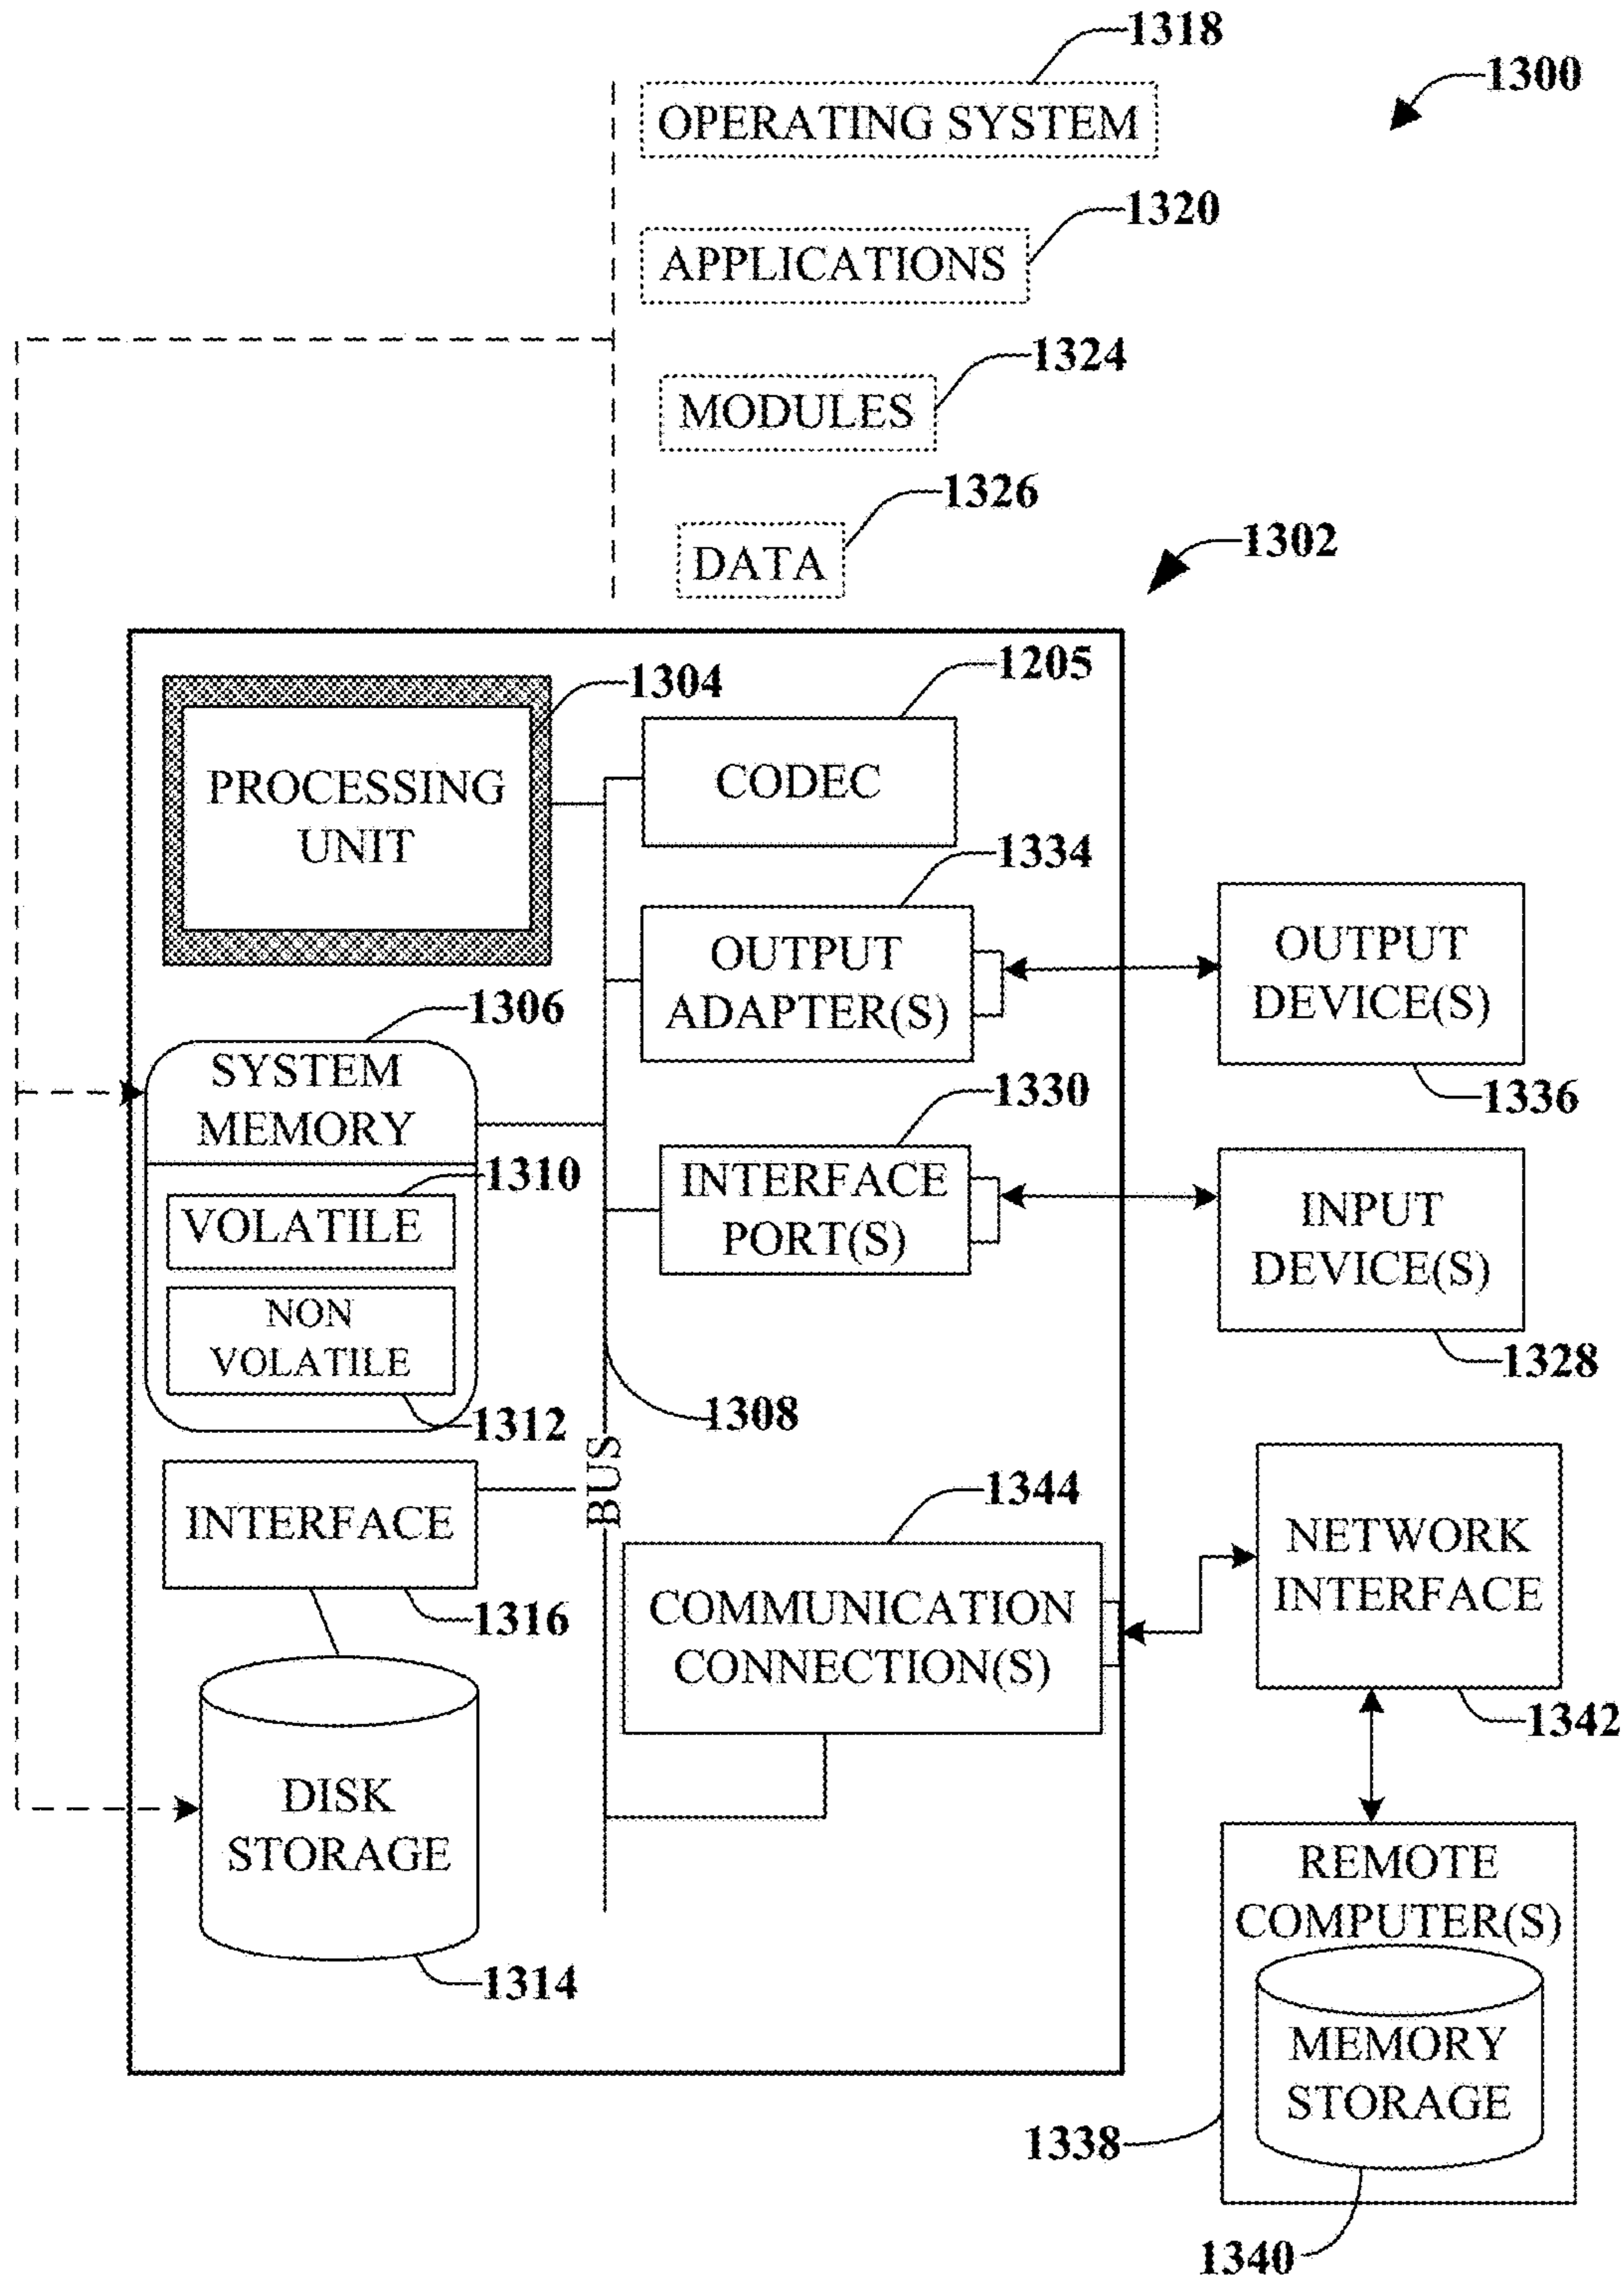 1318
1300
OPERATING SYSTEM
1320
APPLICATIONS
1324
MODULES
1326
DATA
1302
1304
PROCESSING
UNIT
1205
CODEC
1334
OUTPUT
ADAPTER(S)
OUTPUT
DEVICE(S)
1336
1306
SYSTEM
MEMORY
1310
VOLATILE
NON
VOLATILE
1312
1330
INTERFACE
PORT(S)
INPUT
DEVICE(S)
1328
1308
BUS
INTERFACE
1316
1344
COMMUNICATION
CONNECTION(S)
NETWORK
INTERFACE
1342
DISK
STORAGE
1314
REMOTE
COMPUTER(S)
MEMORY
STORAGE
1338
1340